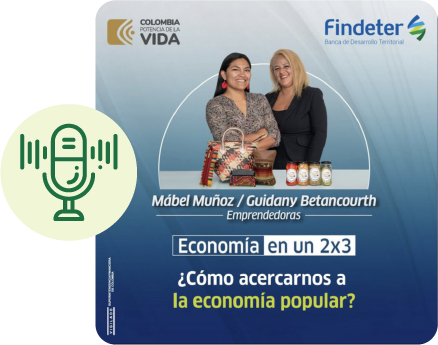 COLOMBIA
POTENCIA DE LA
VIDA
Findeter
Banca de Desarrollo Territorial
Mábel Muñoz / Guidany Betancourth
Emprendedoras
Economía en un 2x3
¿Cómo acercarnos a
la economía popular?
VIGILADO